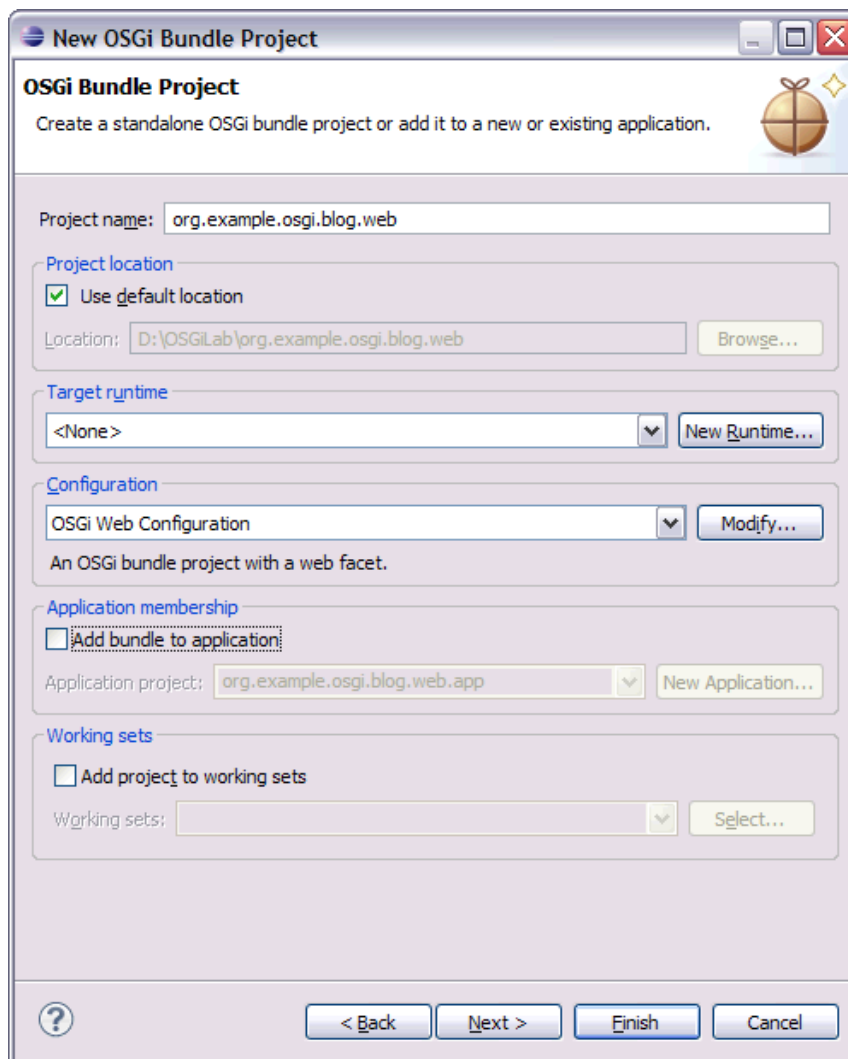 New OSGi Bundle Project
OSGi Bundle Project
Create a standalone OSGi bundle project or add it to a new or existing application.
Project name: org.example.osgi.blog.web
Project location
Use default location
Location: D:\OSGiLab\org.example.osgi.blog.web Browse...
Target runtime
<None> New Runtime...
Configuration
OSGi Web Configuration Modify...
An OSGi bundle project with a web facet.
Application membership
Add bundle to application
Application project: org.example.osgi.blog.web.app New Application...
Working sets
Add project to working sets
Working sets: Select...
? < Back Next > Finish Cancel